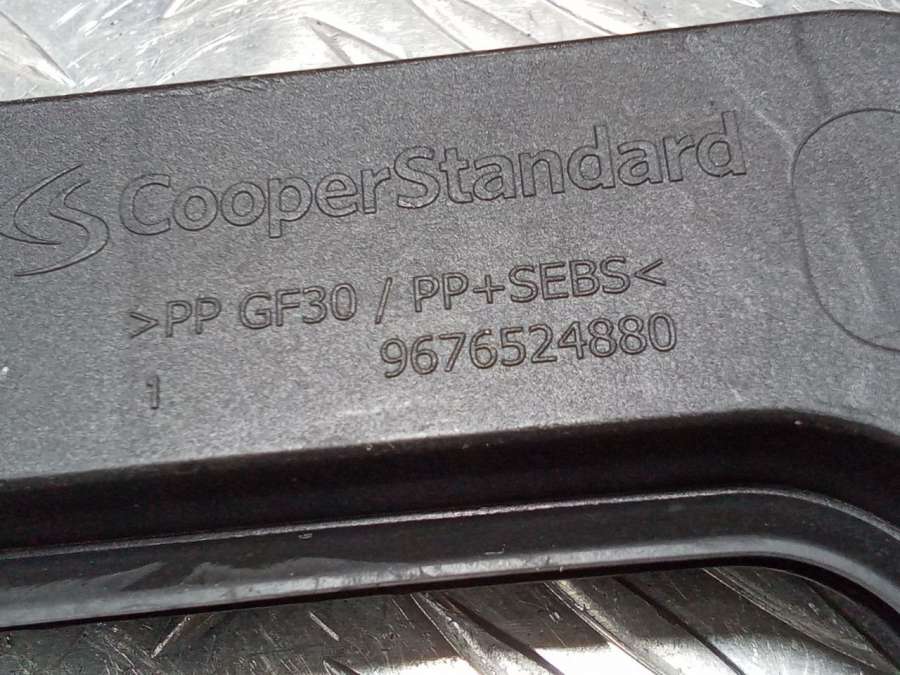 CooperStandard
>PP GF30 / PP+SEBS<
9676524880
1